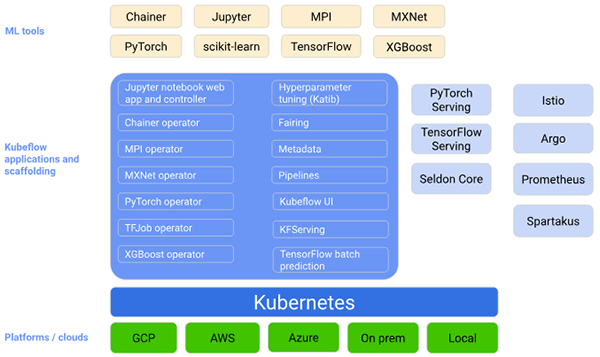 ML tools
Chainer
Jupyter
MPI
MXNet
PyTorch
scikit-learn
TensorFlow
XGBoost
Kubeflow
applications and
scaffolding
Jupyter notebook web
app and controller
Chainer operator
MPI operator
MXNet operator
PyTorch operator
TFJob operator
XGBoost operator
Hyperparameter
tuning (Katib)
Fairing
Metadata
Pipelines
Kubeflow UI
KFServing
TensorFlow batch
prediction
PyTorch
Serving
TensorFlow
Serving
Seldon Core
Istio
Argo
Prometheus
Spartakus
Kubernetes
Platforms / clouds
GCP
AWS
Azure
On prem
Local